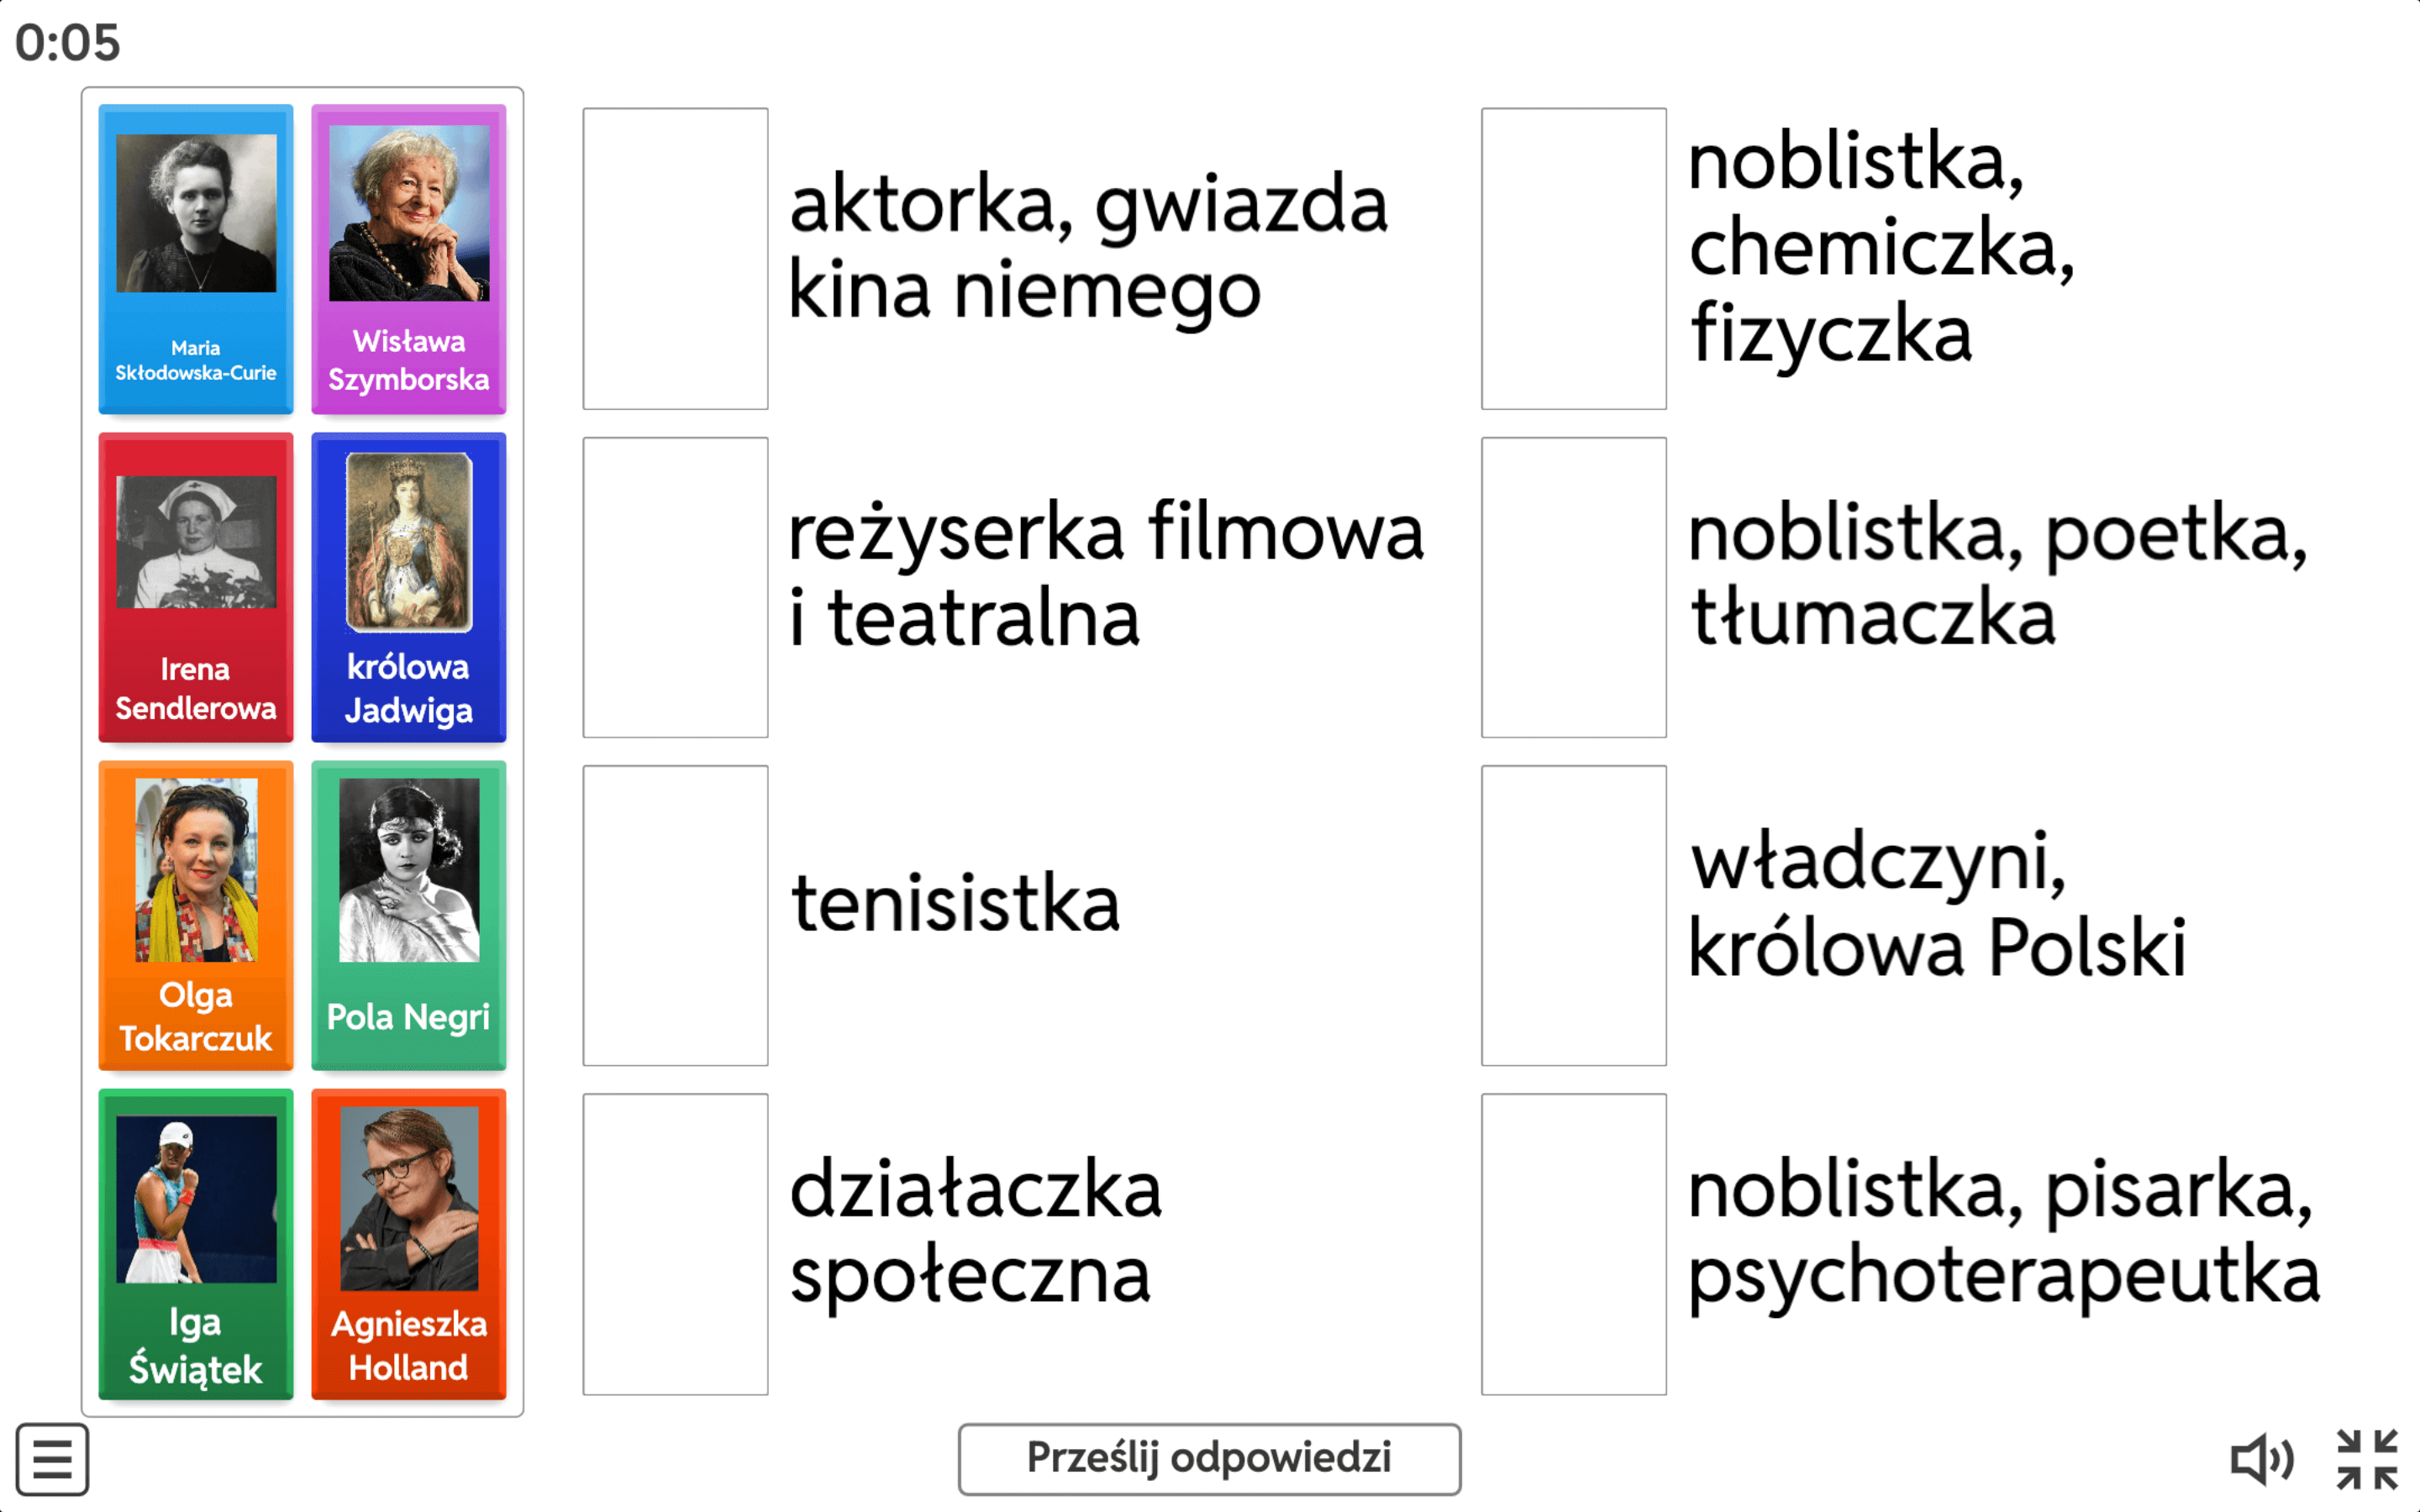 0:05
Maria
Skłodowska-Curie
Wisława
Szymborska
Irena
Sendlerowa
królowa
Jadwiga
Olga
Tokarczuk
Pola Negri
Iga
Świątek
Agnieszka
Holland
aktorka, gwiazda
kina niemego
reżyserka filmowa
i teatralna
tenisistka
działaczka
społeczna
noblistka,
chemiczka,
fizyczka
noblistka, poetka,
tłumaczka
władczyni,
królowa Polski
noblistka, pisarka,
psychoterapeutka
Prześlij odpowiedzi